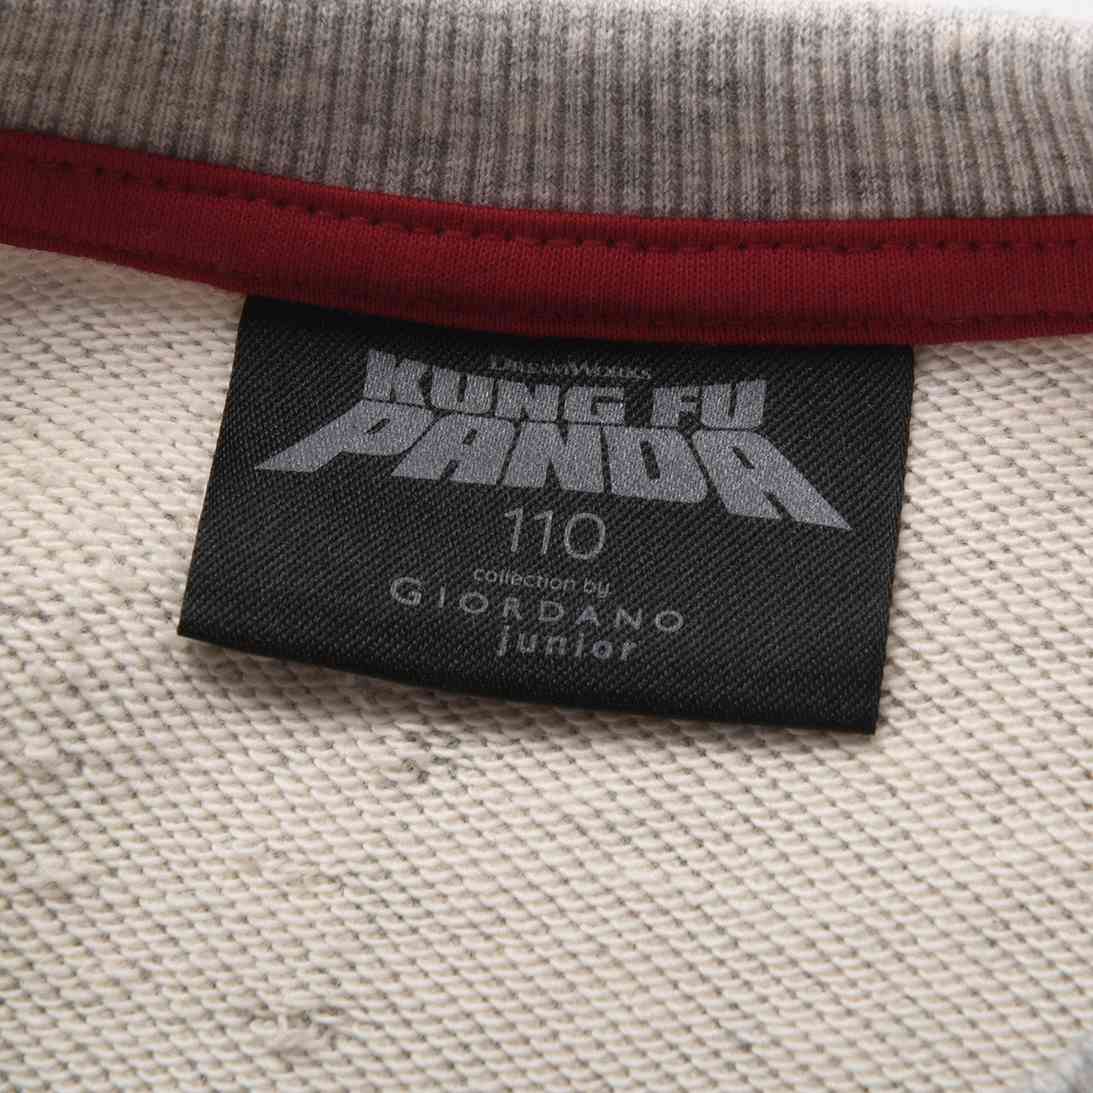 DREAMWORKS
KUNG FU
PANDA
110
collection by
GIORDANO
junior